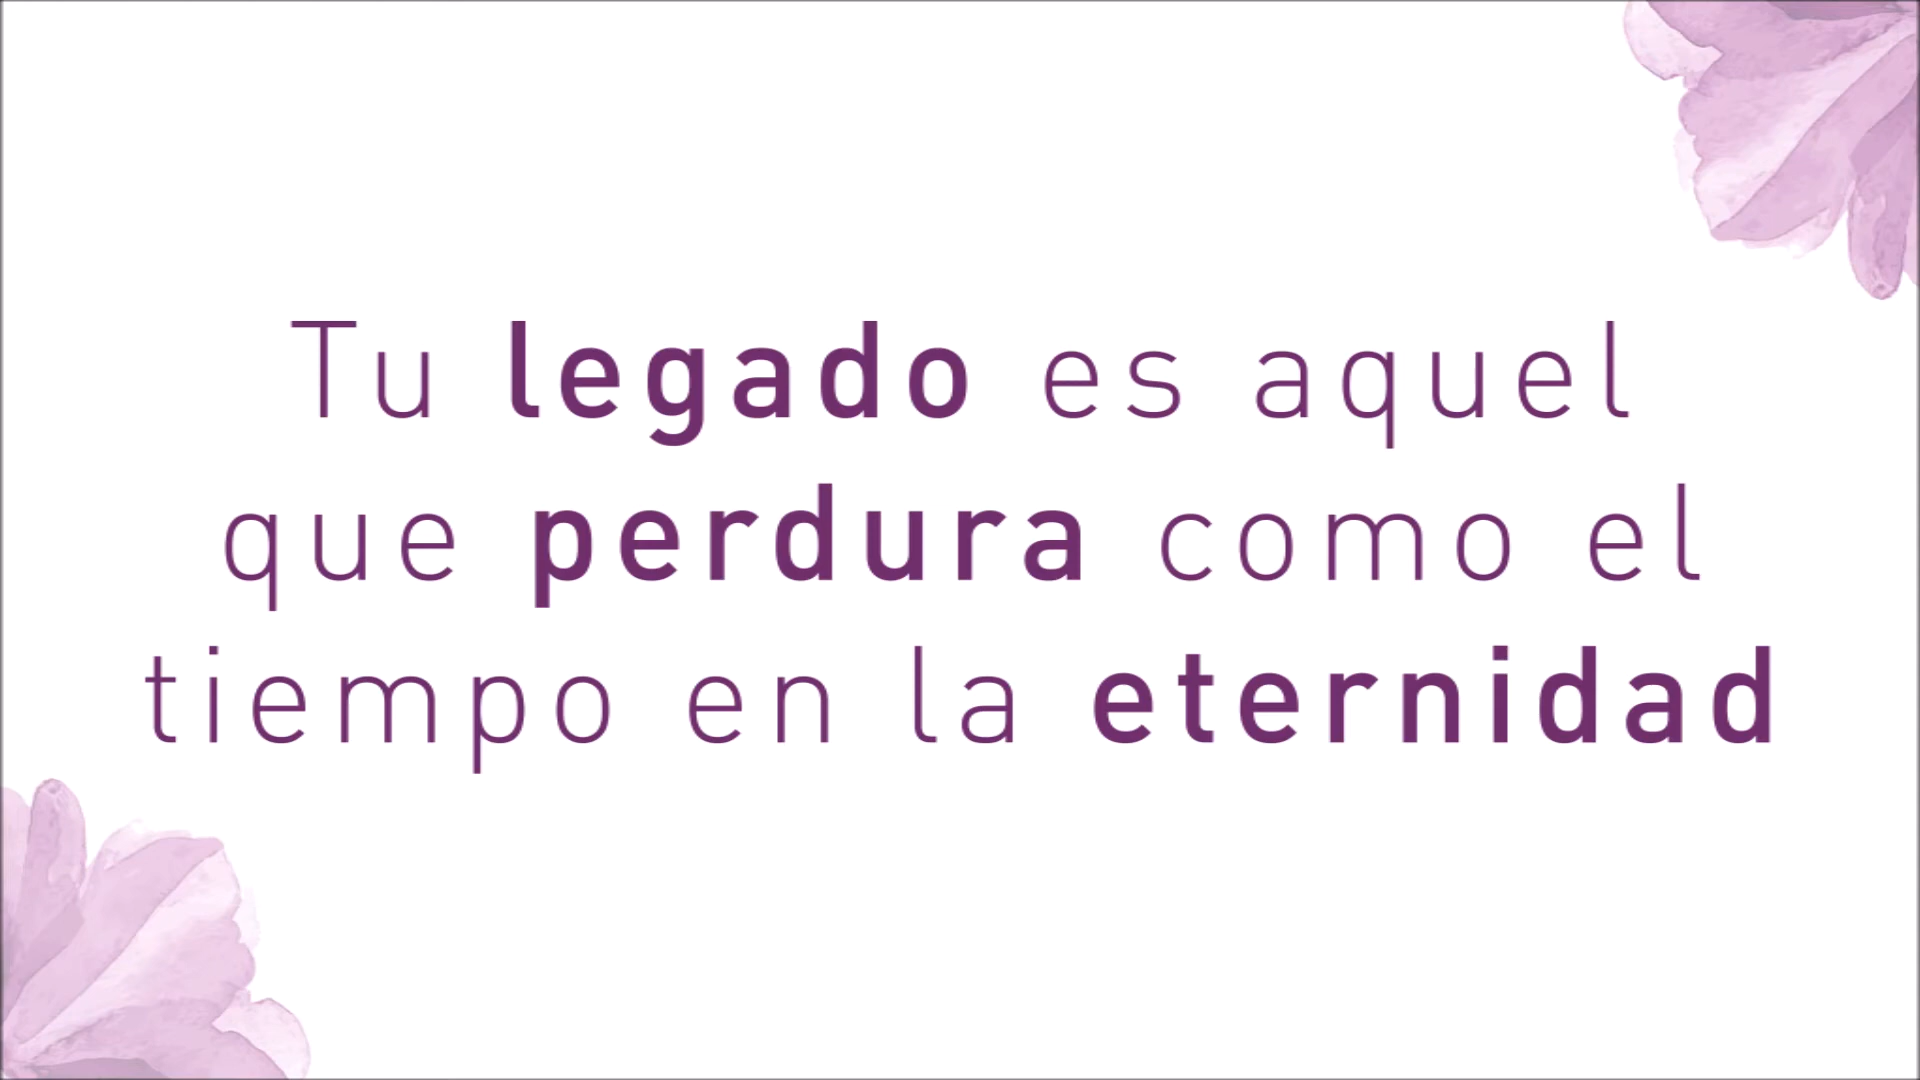 Tu legado es aquel
que perdura como el
tiempo en la eternidad